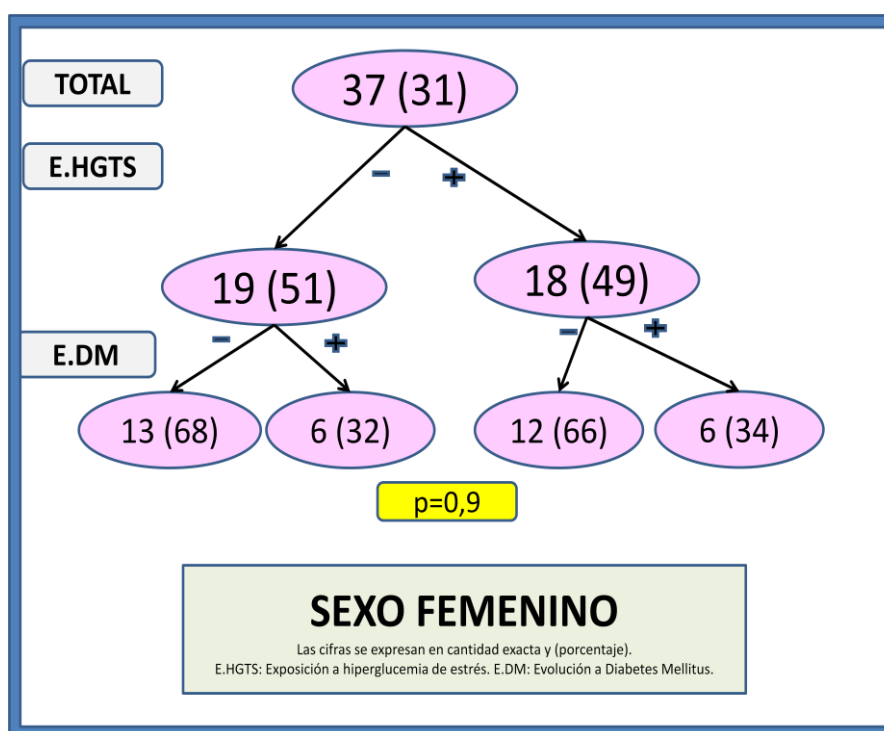 TOTAL
37 (31)
E.HGTS
- +
19 (51)
18 (49)
E.DM
- +
- +
13 (68)
6 (32)
12 (66)
6 (34)
p=0,9
SEXO FEMENINO
Las cifras se expresan en cantidad exacta y (porcentaje).
E.HGTS: Exposición a hiperglucemia de estrés. E.DM: Evolución a Diabetes Mellitus.